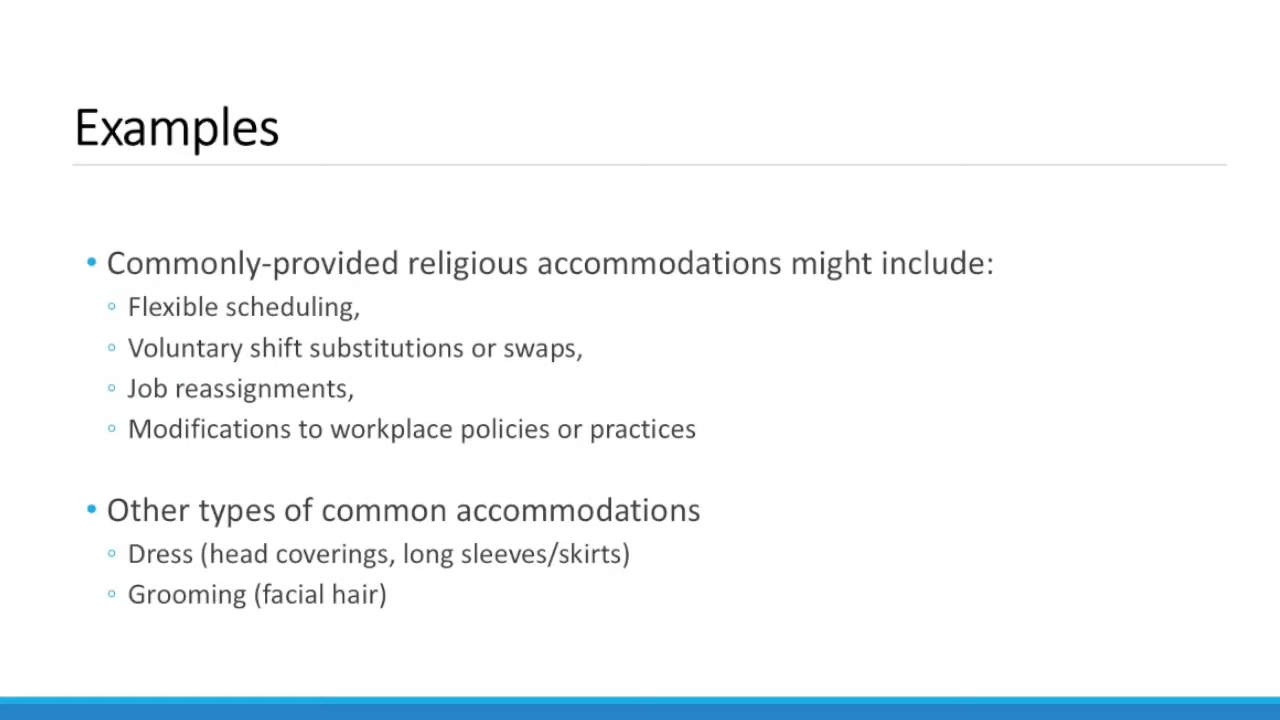 Examples
• Commonly-provided religious accommodations might include:
◦ Flexible scheduling,
◦ Voluntary shift substitutions or swaps,
◦ Job reassignments,
◦ Modifications to workplace policies or practices
• Other types of common accommodations
◦ Dress (head coverings, long sleeves/skirts)
◦ Grooming (facial hair)